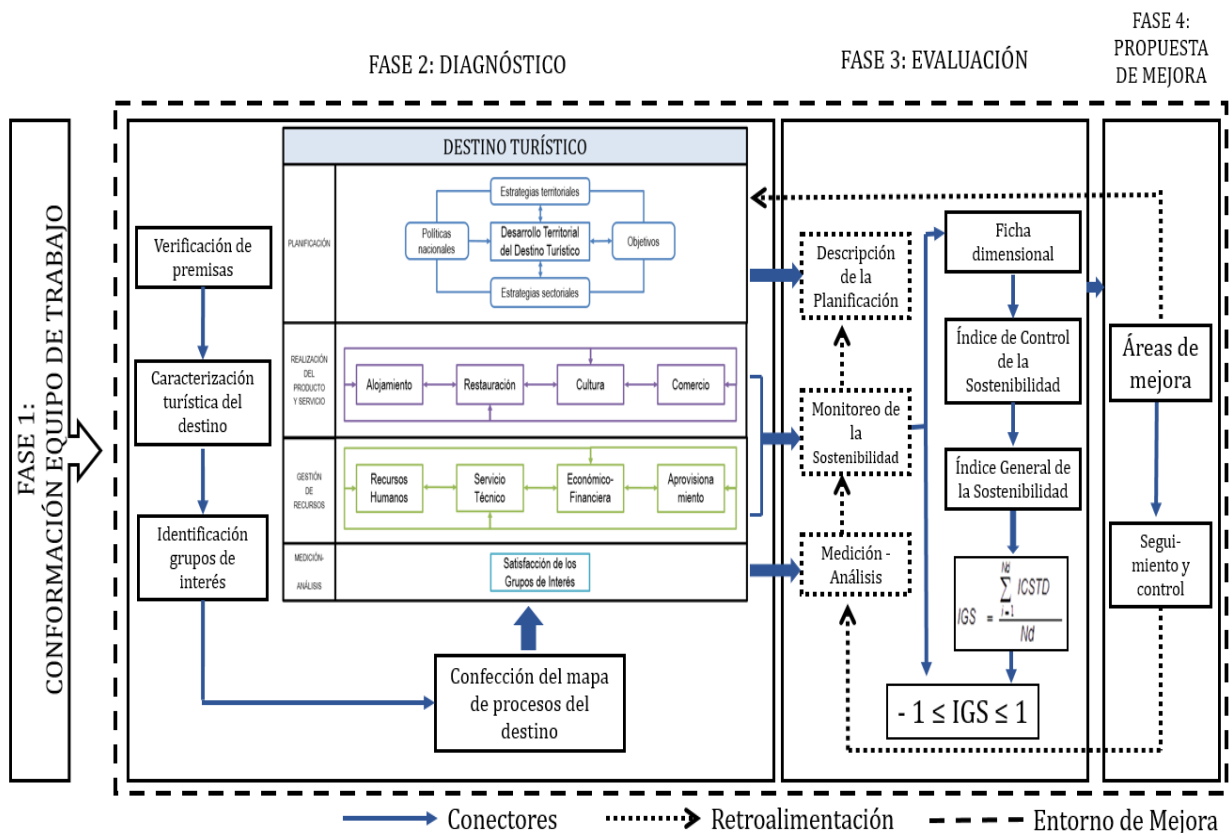 FASE 1:
CONFORMACIÓN EQUIPO DE TRABAJO
FASE 2: DIAGNÓSTICO
Verificación de
premisas
Caracterización
turística del
destino
Identificación
grupos de
interés
DESTINO TURÍSTICO
PLANIFICACIÓN
Estrategias territoriales
Políticas
nacionales
Desarrollo Territorial
del Destino Turístico
Objetivos
Estrategias sectoriales
REALIZACIÓN
DEL
PRODUCTO
Y SERVICIO
Alojamiento
Restauración
Cultura
Comercio
GESTIÓN
DE
RECURSOS
Recursos
Humanos
Servicio
Técnico
Económico-
Financiera
Aprovisiona
miento
MEDICIÓN-
ANÁLISIS
Satisfacción de los
Grupos de Interés
Confección del mapa
de procesos del
destino
FASE 3: EVALUACIÓN
Descripción
de la
Planificación
Monitoreo de
la
Sostenibilidad
Medición -
Análisis
Ficha
dimensional
Índice de Control
de la
Sostenibilidad
Índice General de
la Sostenibilidad
Nd
∑ ICSTD
i=1
IGS =
Nd
- 1 ≤ IGS ≤ 1
FASE 4:
PROPUESTA
DE MEJORA
Áreas de
mejora
Segui-
miento y
control
Conectores
Retroalimentación
Entorno de Mejora